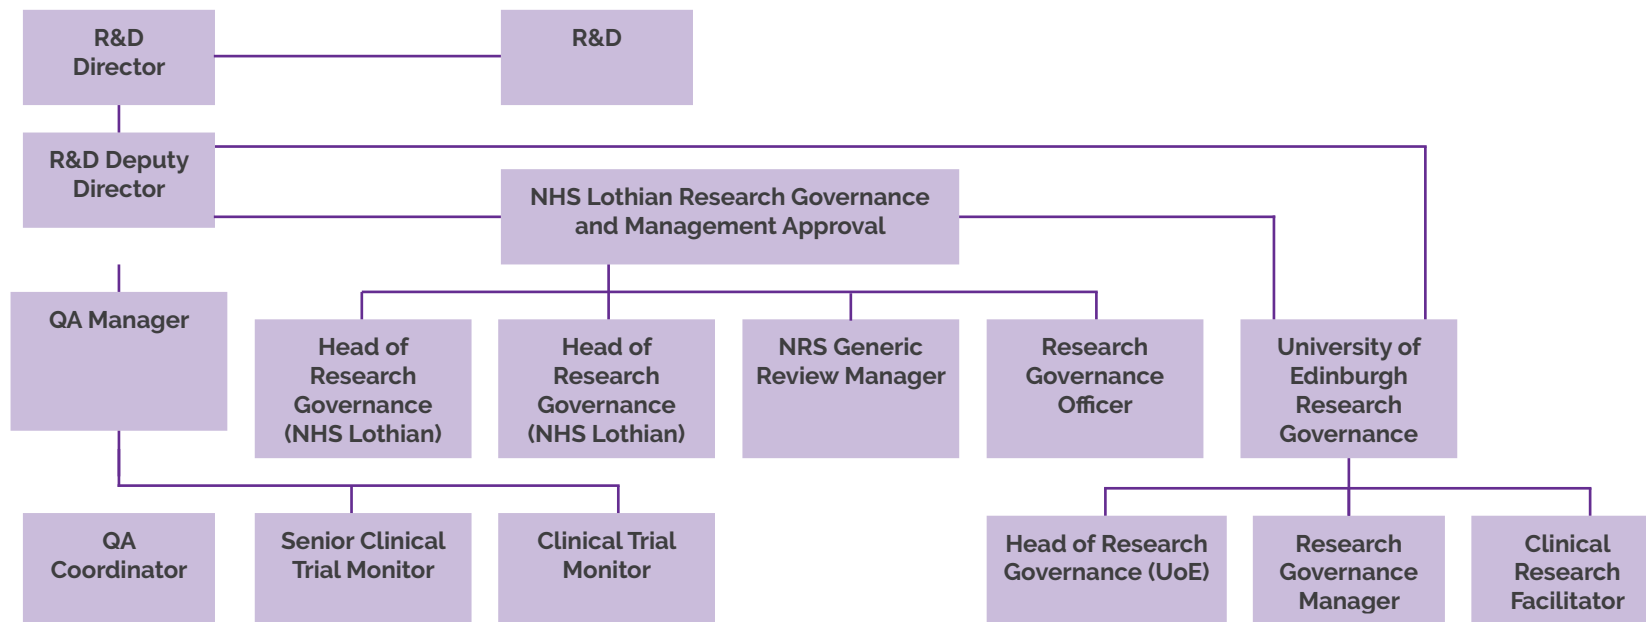 R&D
Director
R&D
R&D Deputy
Director
NHS Lothian Research Governance
and Management Approval
QA Manager
Head of
Research
Governance
(NHS Lothian)
Head of
Research
Governance
(NHS Lothian)
NRS Generic
Review Manager
Research
Governance
Officer
University of
Edinburgh
Research
Governance
QA
Coordinator
Senior Clinical
Trial Monitor
Clinical Trial
Monitor
Head of Research
Governance (UoE)
Research
Governance
Manager
Clinical
Research
Facilitator